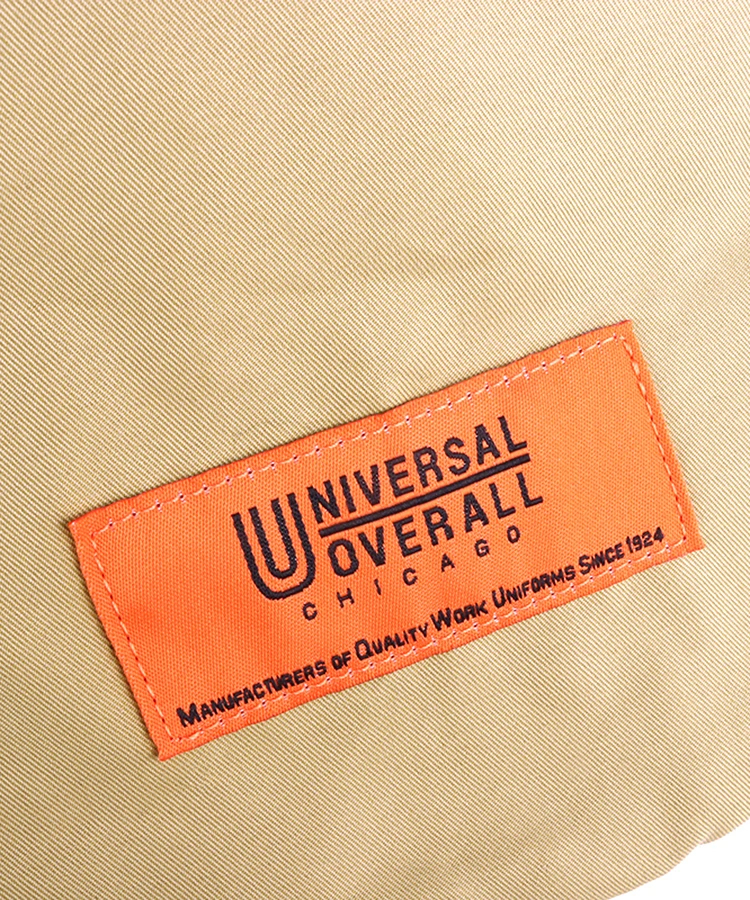 UNIVERSAL
OVERALL
CHICAGO
MANUFACTURERS OF QUALITY WORK UNIFORMS SINCE 1924